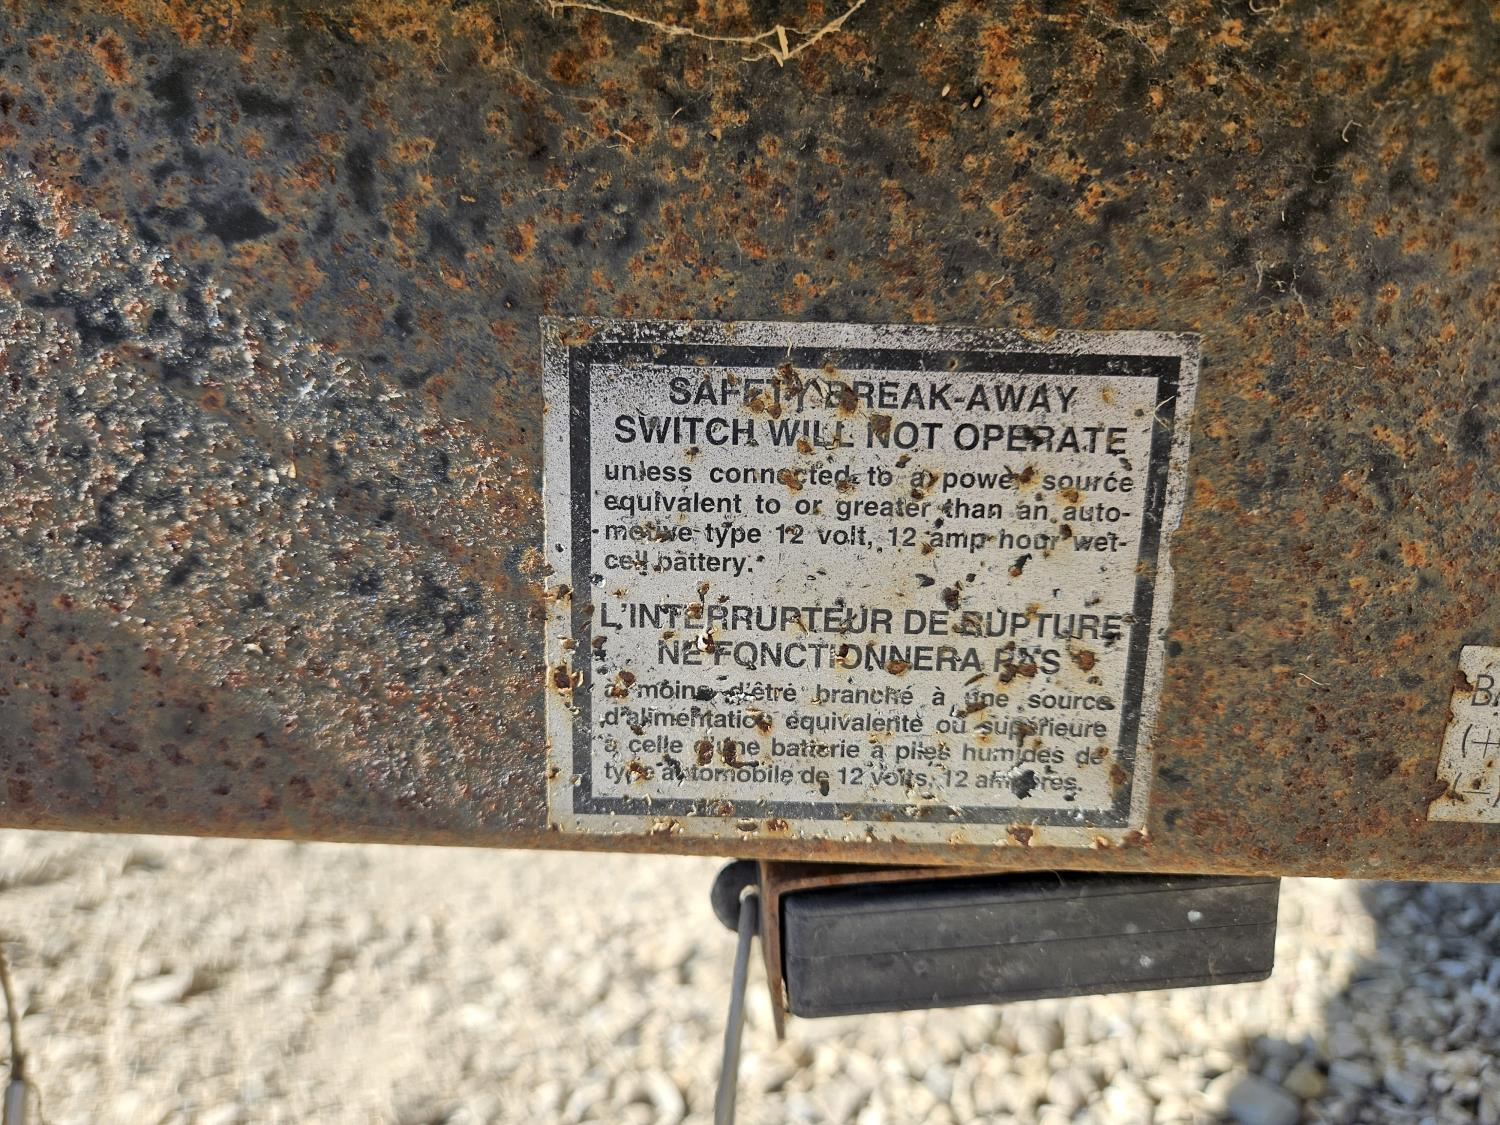 SAFETY BREAK-AWAY
SWITCH WILL NOT OPERATE
unless connected to a power source
equivalent to or greater than an auto-
motive type 12 volt, 12 amp hour wet-
cell battery.
L'INTERRUPTEUR DE RUPTURE
NE FONCTIONNERA PAS
à moins d'être branché à une source
d'alimentation équivalente ou supérieure
à celle d'une batterie à piles humides de
type automobile de 12 volts, 12 ampères.
(+
(-)